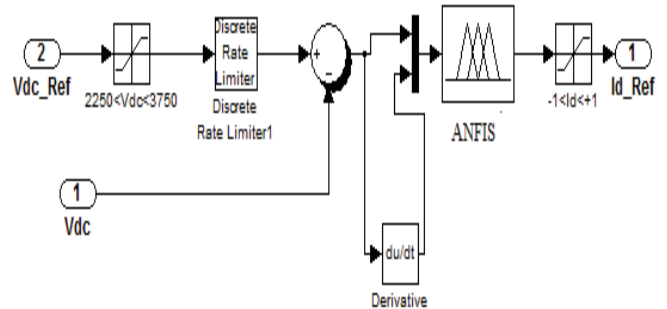 2
Vdc_Ref
2250<Vdc<3750
Discrete
Rate
Limiter
Discrete
Rate Limiter1
+
−
1
Vdc
du/dt
Derivative
ANFIS
-1<Id<+1
1
Id_Ref